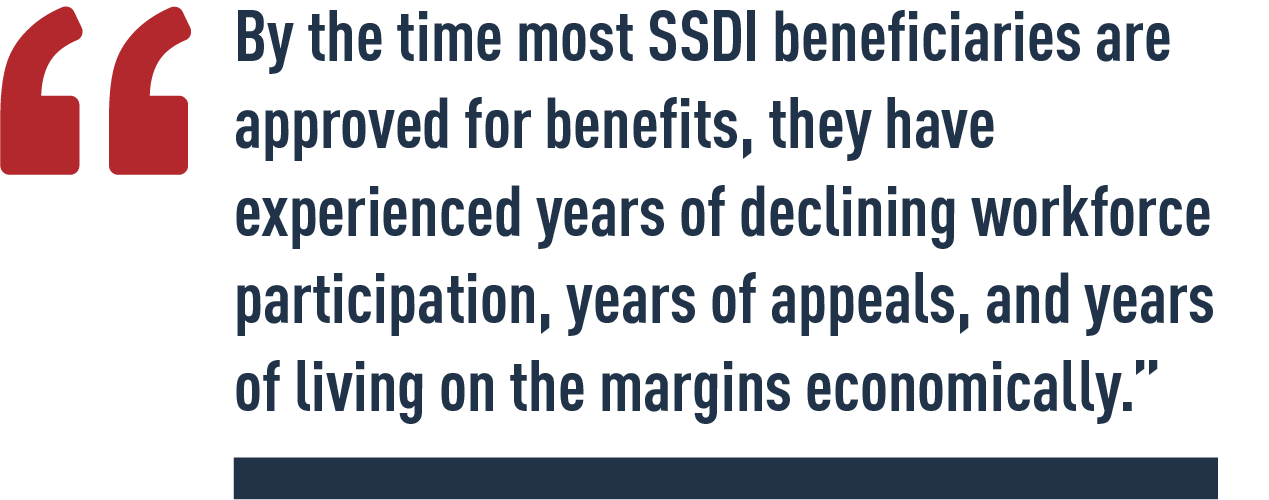 “By the time most SSDI beneficiaries are
approved for benefits, they have
experienced years of declining workforce
participation, years of appeals, and years
of living on the margins economically.”